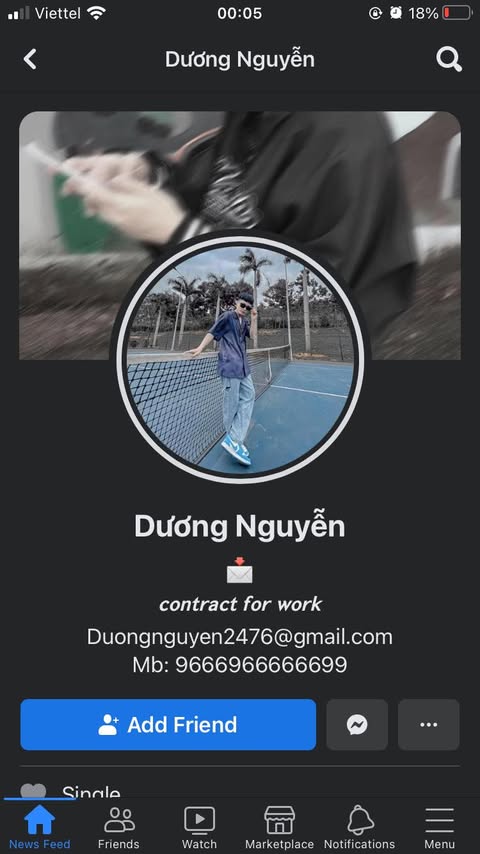 Viettel 00:05 18%
Dương Nguyễn
Dương Nguyễn
contract for work
Duongnguyen2476@gmail.com
Mb: 9666966666699
Add Friend
Single
News Feed Friends Watch Marketplace Notifications Menu